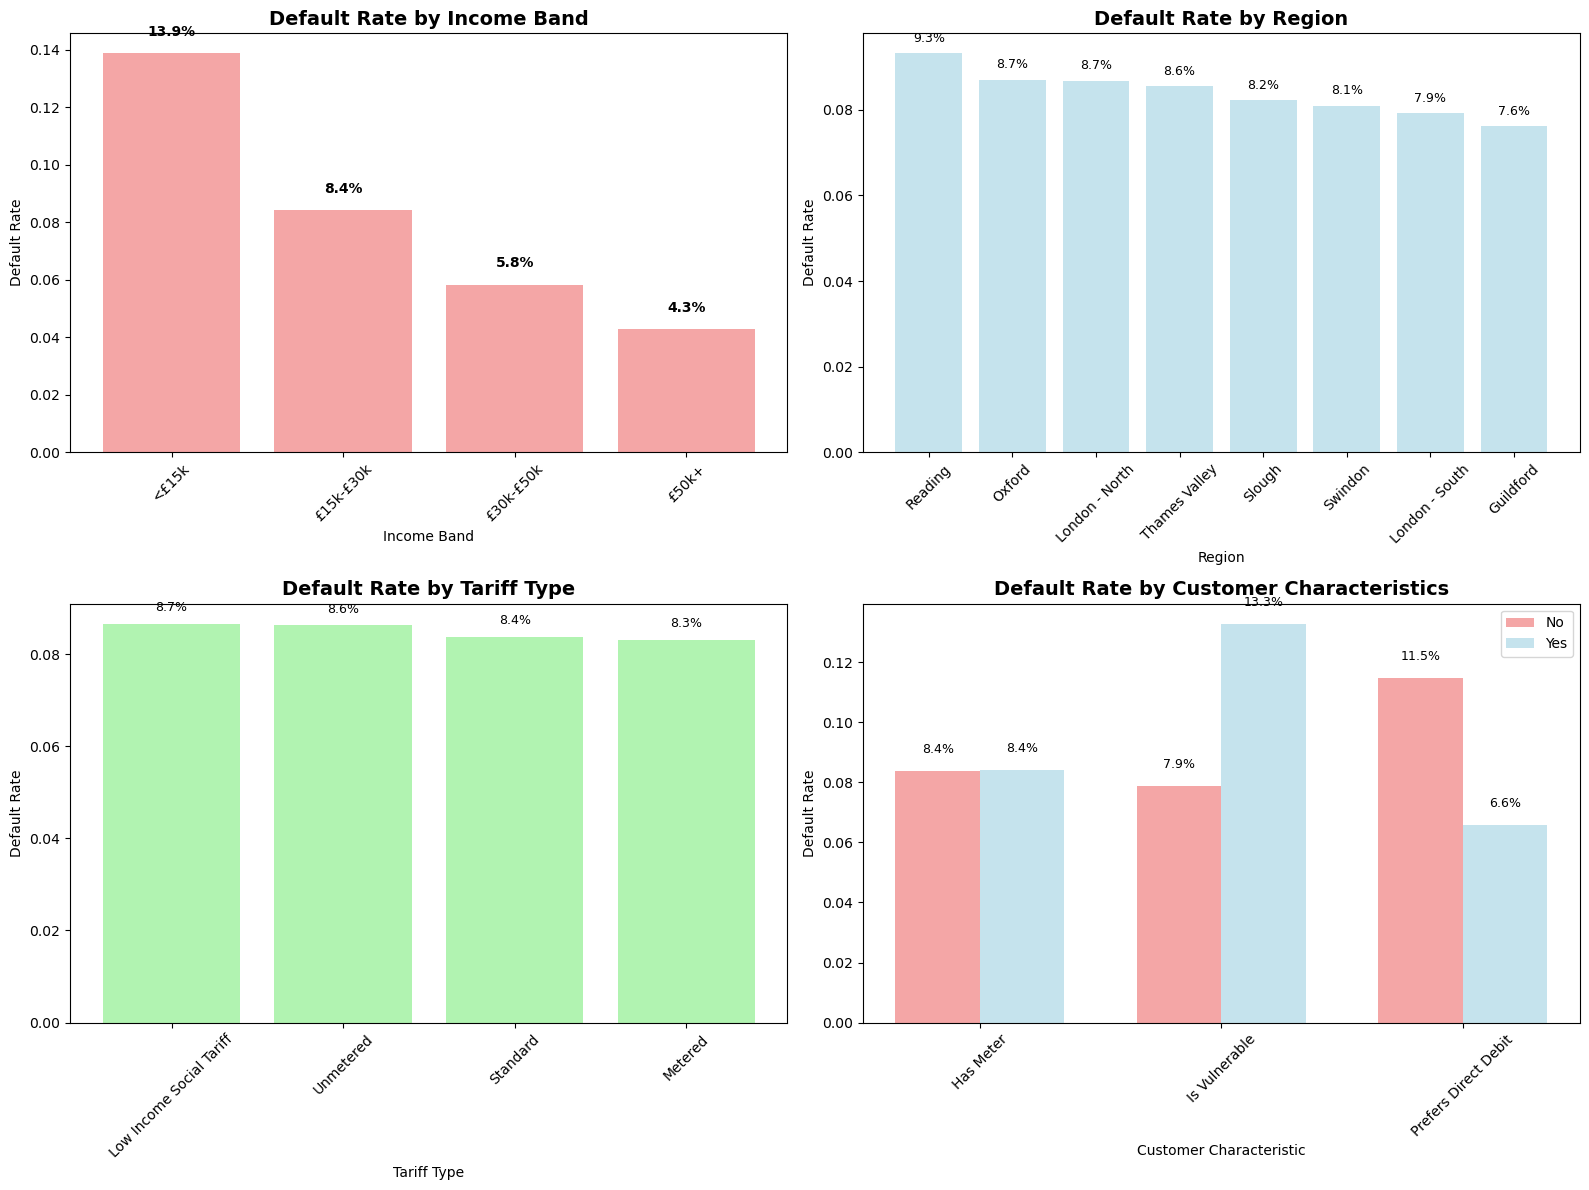 Default Rate by Income Band
13.9%
8.4%
5.8%
4.3%
0.14
0.12
0.10
0.08
0.06
0.04
0.02
0.00
Default Rate
<£15k
£15k-£30k
£30k-£50k
£50k+
Income Band
Default Rate by Region
9.3%
8.7%
8.7%
8.6%
8.2%
8.1%
7.9%
7.6%
0.08
0.06
0.04
0.02
0.00
Default Rate
Reading
Oxford
London - North
Thames Valley
Slough
Swindon
London - South
Guildford
Region
Default Rate by Tariff Type
8.7%
8.6%
8.4%
8.3%
0.08
0.06
0.04
0.02
0.00
Default Rate
Low Income Social Tariff
Unmetered
Standard
Metered
Tariff Type
Default Rate by Customer Characteristics
No
Yes
8.4%
8.4%
7.9%
13.3%
11.5%
6.6%
0.12
0.10
0.08
0.06
0.04
0.02
0.00
Default Rate
Has Meter
Is Vulnerable
Prefers Direct Debit
Customer Characteristic